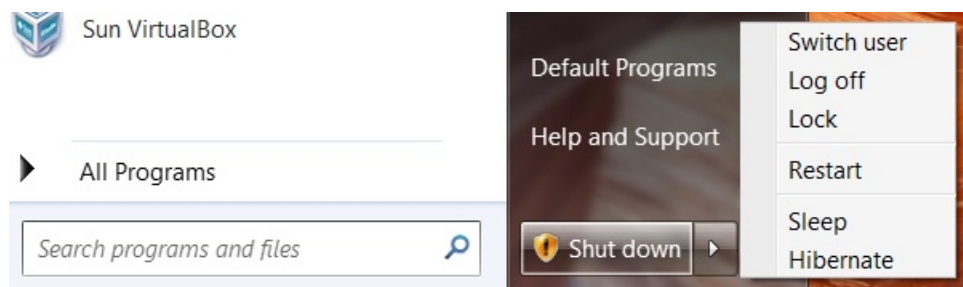 Sun VirtualBox
All Programs
Search programs and files
Default Programs
Help and Support
Shut down
Switch user
Log off
Lock
Restart
Sleep
Hibernate